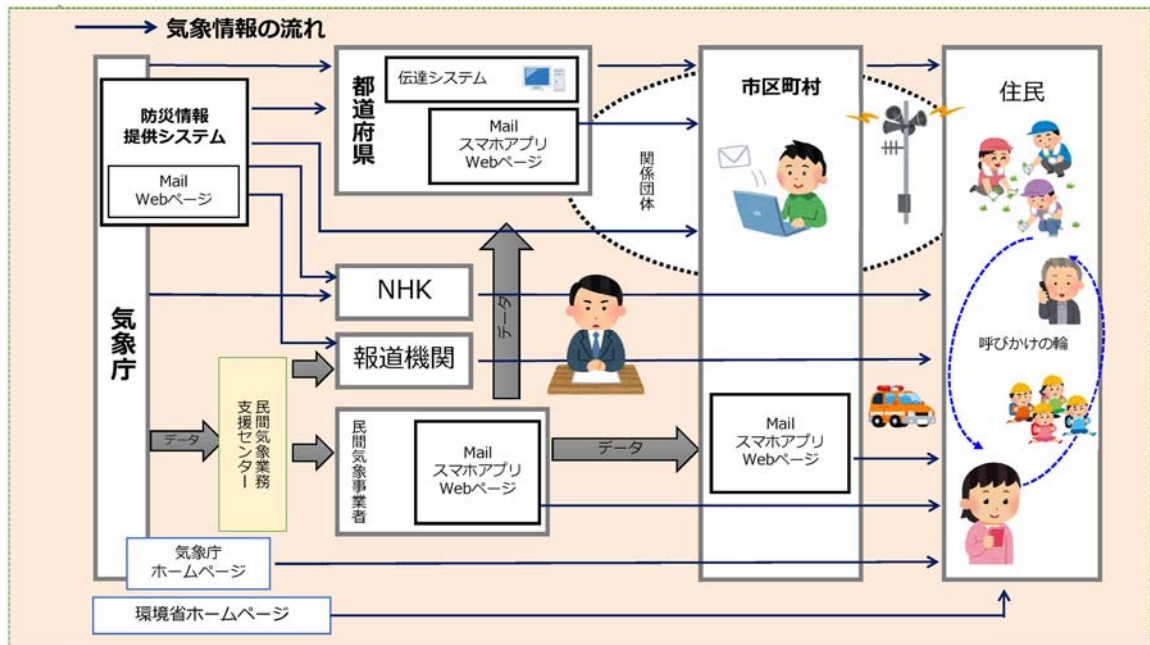 気象情報の流れ
気象庁
防災情報
提供システム
Mail
Webページ
都道府県
伝達システム
Mail
スマホアプリ
Webページ
関係団体
市区町村
住民
NHK
報道機関
データ
呼びかけの輪
データ
民間気象業務
支援センター
民間気象事業者
Mail
スマホアプリ
Webページ
データ
Mail
スマホアプリ
Webページ
気象庁
ホームページ
環境省ホームページ